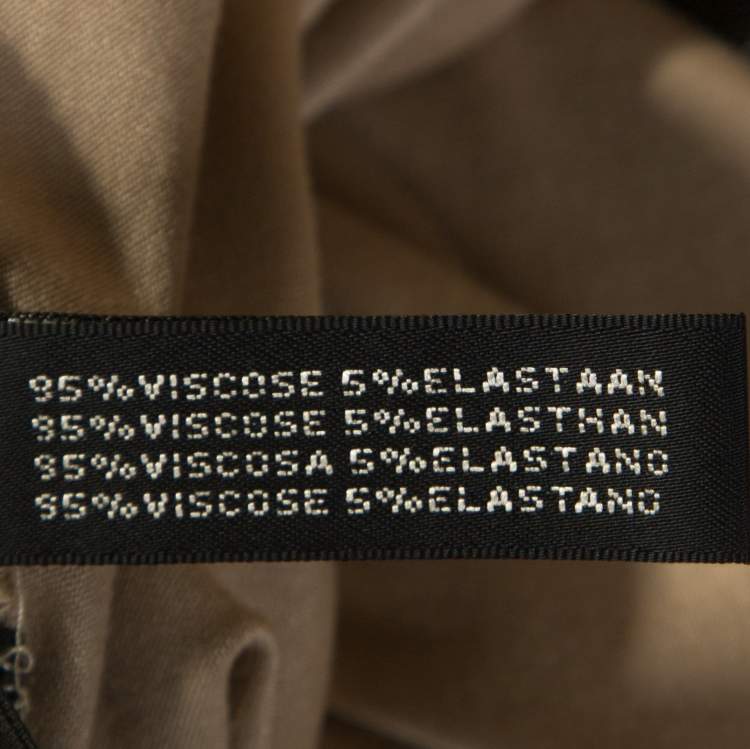 95%VISCOSE 5%ELASTAAN
95%VISCOSE 5%ELASTHAN
95%VISCOSA 5%ELASTANO
95%VISCOSE 5%ELASTANO